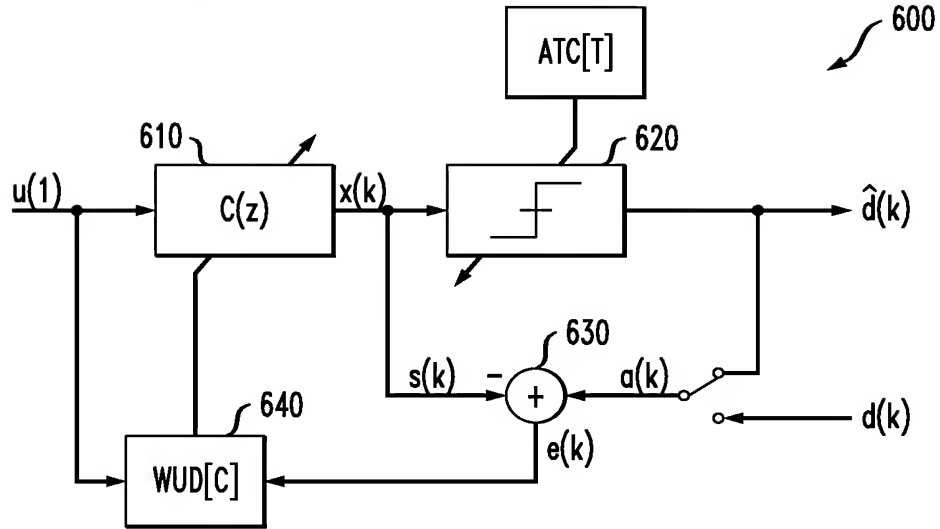 600
ATC[T]
610
620
u(1)
C(z)
x(k)
d̂(k)
630
s(k)
−
+
a(k)
d(k)
640
e(k)
WUD[C]